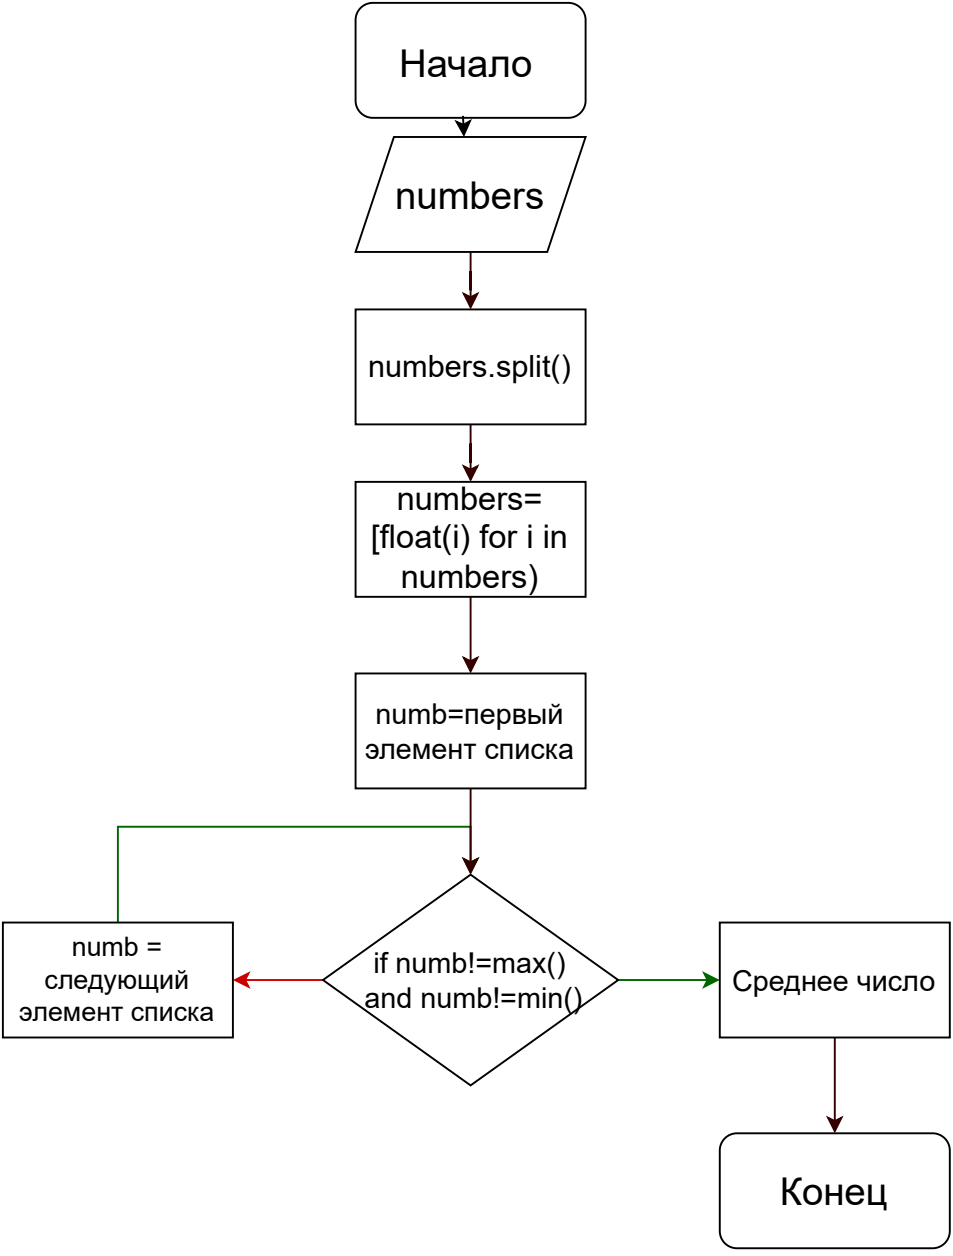 Начало
numbers
numbers.split()
numbers=
[float(i) for i in
numbers)
numb=первый
элемент списка
if numb!=max()
and numb!=min()
numb =
следующий
элемент списка
Среднее число
Конец